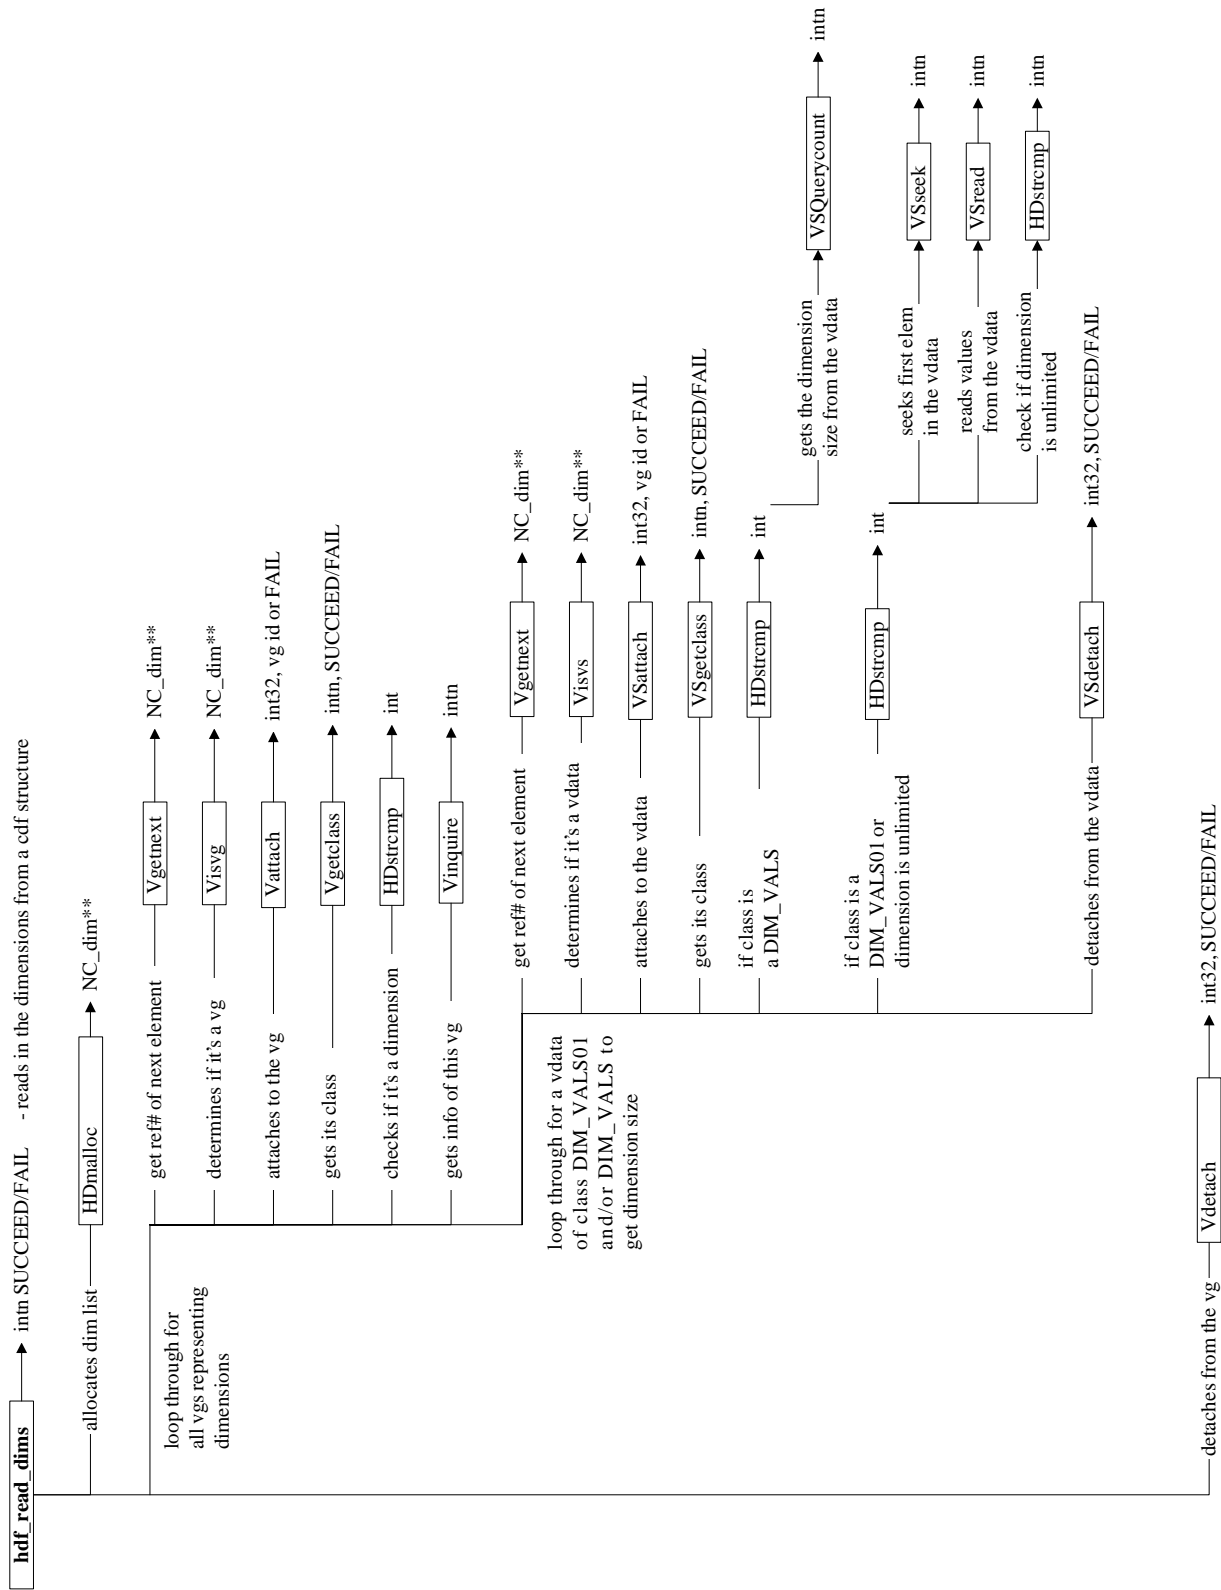 hdf_read_dims intn SUCCEED/FAIL - reads in the dimensions from a cdf structure
allocates dim list HDmalloc NC_dim**
loop through for
all vgs representing
dimensions
get ref# of next element Vgetnext NC_dim**
determines if it's a vg Visvg NC_dim**
attaches to the vg Vattach int32, vg id or FAIL
gets its class Vgetclass intn, SUCCEED/FAIL
checks if it's a dimension HDstrcmp int
gets info of this vg Vinquire intn
loop through for a vdata
of class DIM_VALS01
and/or DIM_VALS to
get dimension size
get ref# of next element Vgetnext NC_dim**
determines if it's a vdata Visvs NC_dim**
attaches to the vdata VSattach int32, vg id or FAIL
gets its class VSgetclass intn, SUCCEED/FAIL
if class is
a DIM_VALS
HDstrcmp int
gets the dimension
size from the vdata
VSQuerycount intn
if class is a
DIM_VALS01 or
dimension is unlimited
HDstrcmp int
seeks first elem
in the vdata
VSseek intn
reads values
from the vdata
VSread intn
check if dimension
is unlimited
HDstrcmp intn
detaches from the vdata VSdetach int32, SUCCEED/FAIL
detaches from the vg Vdetach int32, SUCCEED/FAIL